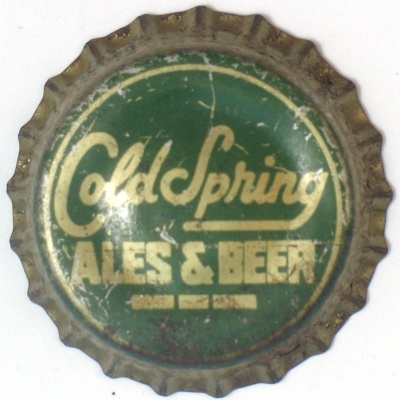 Cold Spring
ALES & BEER